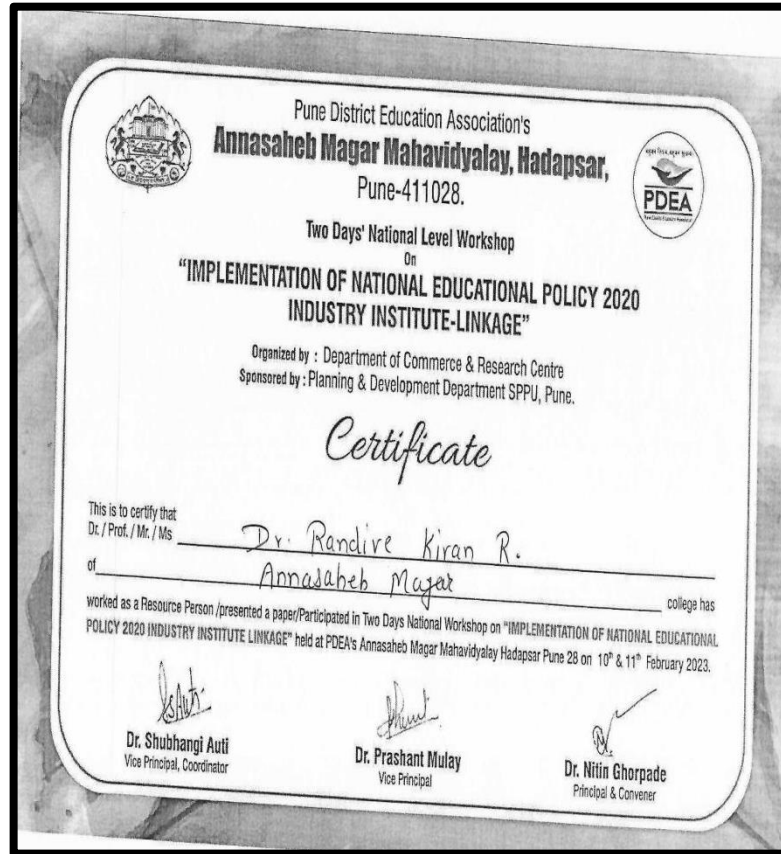 Pune District Education Association's
Annasaheb Magar Mahavidyalay, Hadapsar,
Pune-411028.
PDEA
Two Days' National Level Workshop
On
"IMPLEMENTATION OF NATIONAL EDUCATIONAL POLICY 2020
INDUSTRY INSTITUTE-LINKAGE"
Organized by : Department of Commerce & Research Centre
Sponsored by : Planning & Development Department SPPU, Pune.
Certificate
This is to certify that
Dr. / Prof. / Mr. / Ms Dr. Randive Kiran R.
of Annasaheb Magar college has
worked as a Resource Person /presented a paper/Participated in Two Days National Workshop on "IMPLEMENTATION OF NATIONAL EDUCATIONAL
POLICY 2020 INDUSTRY INSTITUTE LINKAGE" held at PDEA's Annasaheb Magar Mahavidyalay Hadapsar Pune 28 on 10th & 11th February 2023.
Dr. Shubhangi Auti
Vice Principal, Coordinator
Dr. Prashant Mulay
Vice Principal
Dr. Nitin Ghorpade
Principal & Convener